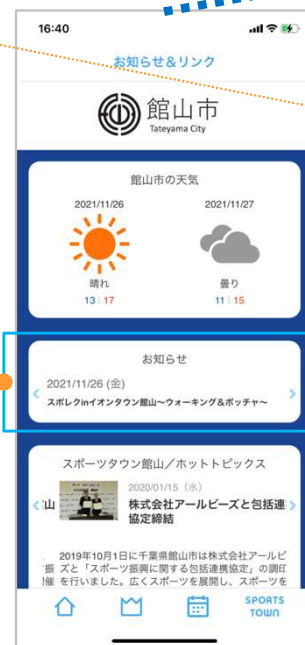 16:40
お知らせ&リンク
館山市
Tateyama City
館山市の天気
2021/11/26
2021/11/27
晴れ
曇り
13 | 17
11 | 15
お知らせ
2021/11/26 (金)
スポレクinイオンタウン館山～ウォーキング&ボッチャ～
スポーツタウン館山／ホットトピックス
2020/01/15（水）
山
株式会社アールビーズと包括連
協定締結
2019年10月1日に千葉県館山市は株式会社アールビ
振 ズと「スポーツ振興に関する包括連携協定」の調印
催 を行いました。広くスポーツを展開し、スポーツを
SPORTS
TOWN